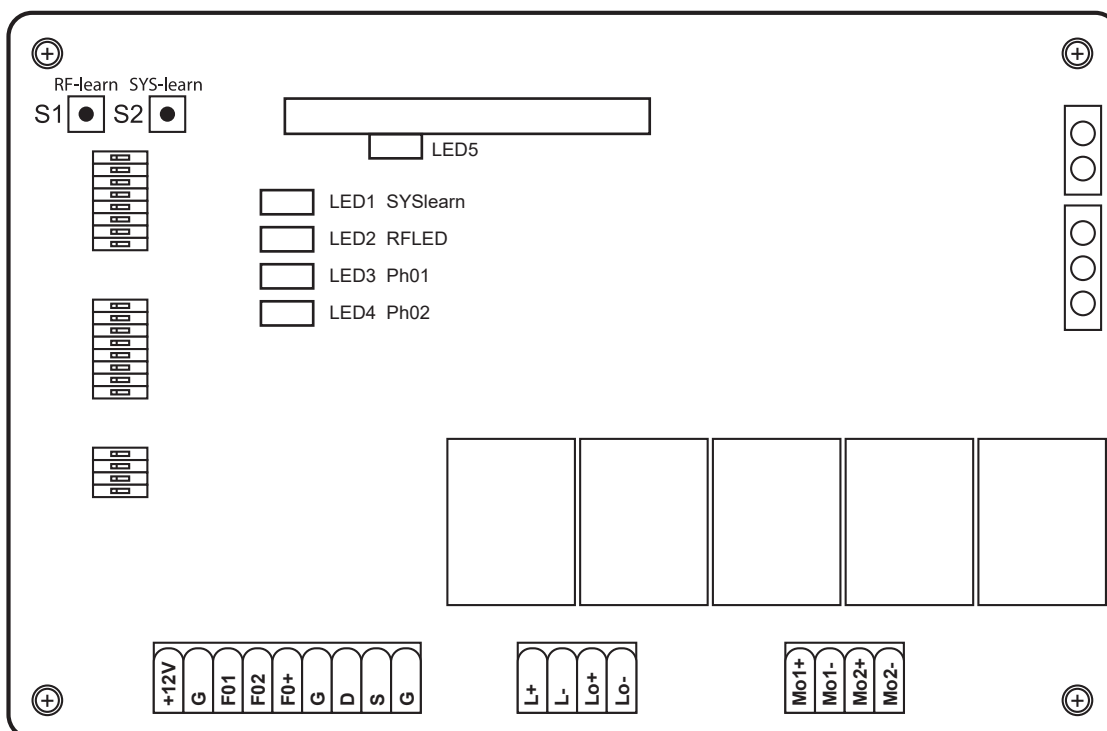 RF-learn SYS-learn
S1 S2
LED5
LED1 SYSlearn
LED2 RFLED
LED3 Ph01
LED4 Ph02
+12V G F01 F02 F0+ G D S G
L+ L- Lo+ Lo-
Mo1+ Mo1- Mo2+ Mo2-